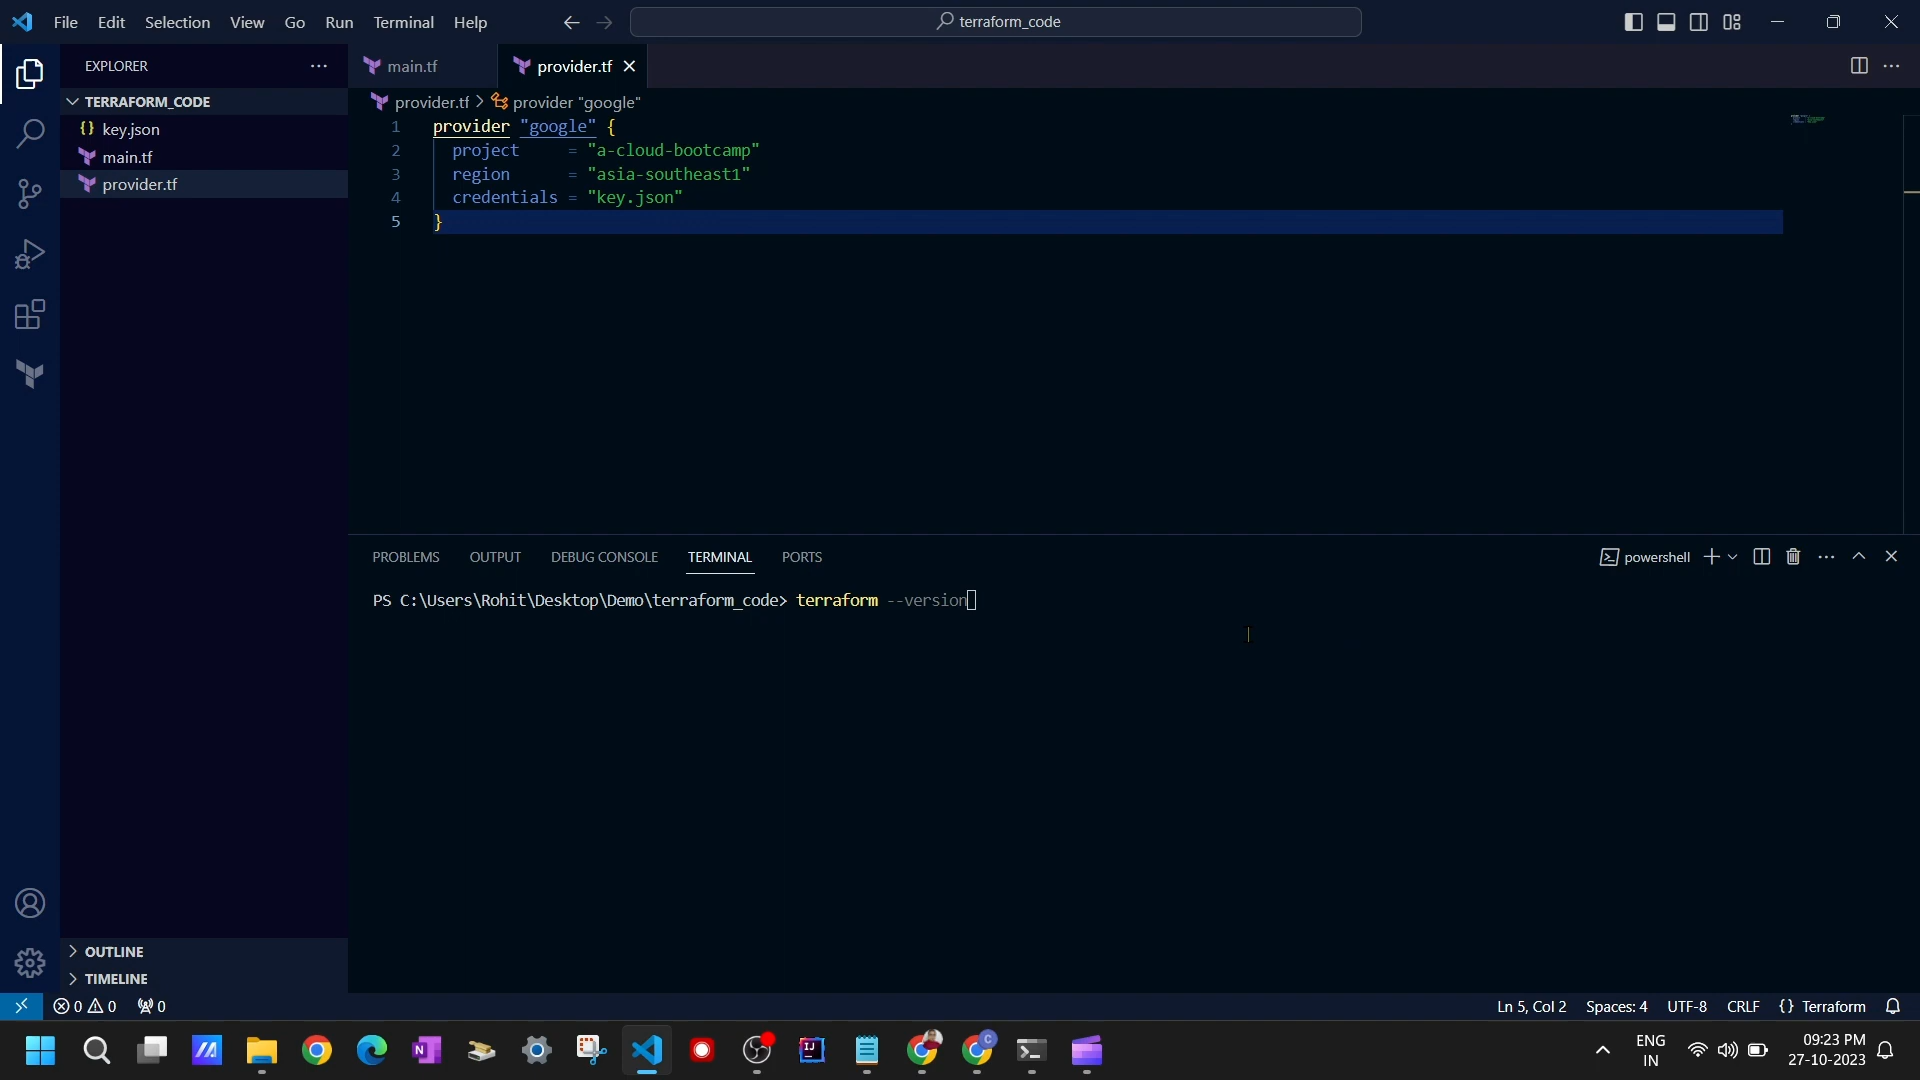 File Edit Selection View Go Run Terminal Help
terraform_code
EXPLORER
main.tf
provider.tf
TERRAFORM_CODE
key.json
main.tf
provider.tf
provider.tf > provider "google"
1 provider "google" {
2 project = "a-cloud-bootcamp"
3 region = "asia-southeast1"
4 credentials = "key.json"
5 }
PROBLEMS OUTPUT DEBUG CONSOLE TERMINAL PORTS
powershell
PS C:\Users\Rohit\Desktop\Demo\terraform_code> terraform --version
OUTLINE
TIMELINE
0 0 0
Ln 5, Col 2 Spaces: 4 UTF-8 CRLF {} Terraform
ENG
IN
09:23 PM
27-10-2023